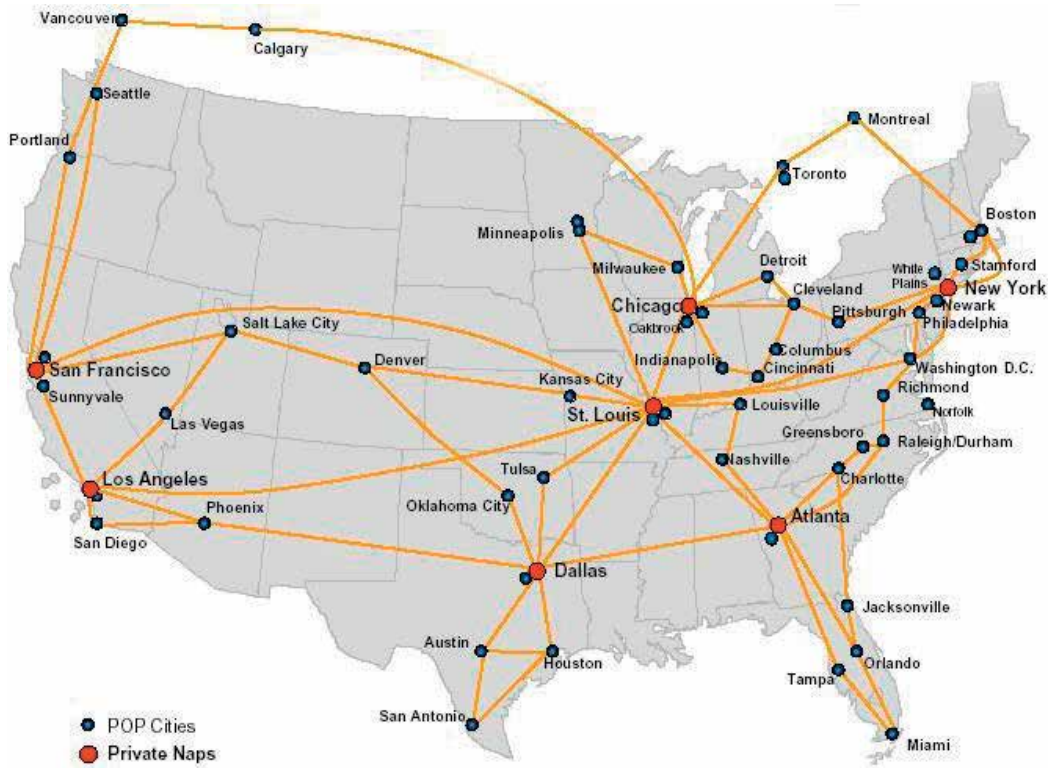 Vancouver
Calgary
Seattle
Portland
Montreal
Toronto
Minneapolis
Boston
Milwaukee
Detroit
White
Plains
Stamford
Cleveland
New York
Chicago
Newark
Oakbrook
Pittsburgh
Philadelphia
Salt Lake City
Denver
Indianapolis
Columbus
Cincinnati
Washington D.C.
San Francisco
Kansas City
Sunnyvale
Richmond
St. Louis
Louisville
Norfolk
Las Vegas
Greensboro
Raleigh/Durham
Nashville
Tulsa
Charlotte
Los Angeles
Oklahoma City
Phoenix
Atlanta
San Diego
Dallas
Jacksonville
Austin
Houston
Orlando
Tampa
San Antonio
POP Cities
Miami
Private Naps